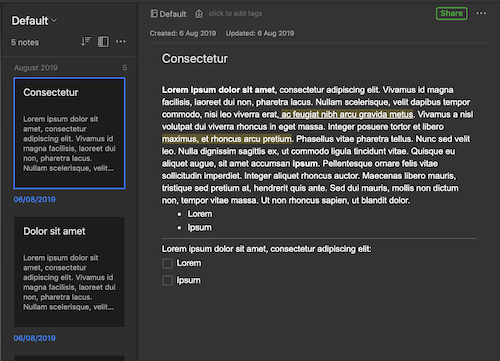 Default
5 notes
August 2019 5
Consectetur
Lorem ipsum dolor sit amet,
consectetur adipiscing
elit. Vivamus id
magna facilisis, laoreet dui
non, pharetra lacus.
Nullam scelerisque, velit...
06/08/2019
Dolor sit amet
Lorem ipsum dolor sit
amet, consectetur
adipiscing elit. Vivamus id
magna facilisis, laoreet dui
non, pharetra lacus.
Nullam scelerisque, velit...
06/08/2019
Default click to add tags Share
Created: 6 Aug 2019 Updated: 6 Aug 2019
Consectetur
Lorem ipsum dolor sit amet, consectetur adipiscing elit. Vivamus id magna
facilisis, laoreet dui non, pharetra lacus. Nullam scelerisque, velit dapibus tempor
commodo, nisi leo viverra erat, ac feugiat nibh arcu gravida metus. Vivamus a nisl
volutpat dui viverra rhoncus in eget massa. Integer posuere tortor et libero
maximus, et rhoncus arcu pretium. Phasellus vitae pharetra tellus. Nunc sed velit
leo. Nulla dignissim sagittis ex, ut commodo ligula tincidunt vitae. Quisque eu
aliquet augue, sit amet accumsan ipsum. Pellentesque ornare felis vitae
sollicitudin imperdiet. Integer aliquet rhoncus auctor. Maecenas libero mauris,
tristique sed pretium at, hendrerit quis ante. Sed dui mauris, mollis non dictum
non, tempor vitae massa. Ut non rhoncus sapien, ut blandit dolor.
• Lorem
• Ipsum
Lorem ipsum dolor sit amet, consectetur adipiscing elit:
Lorem
Ipsum